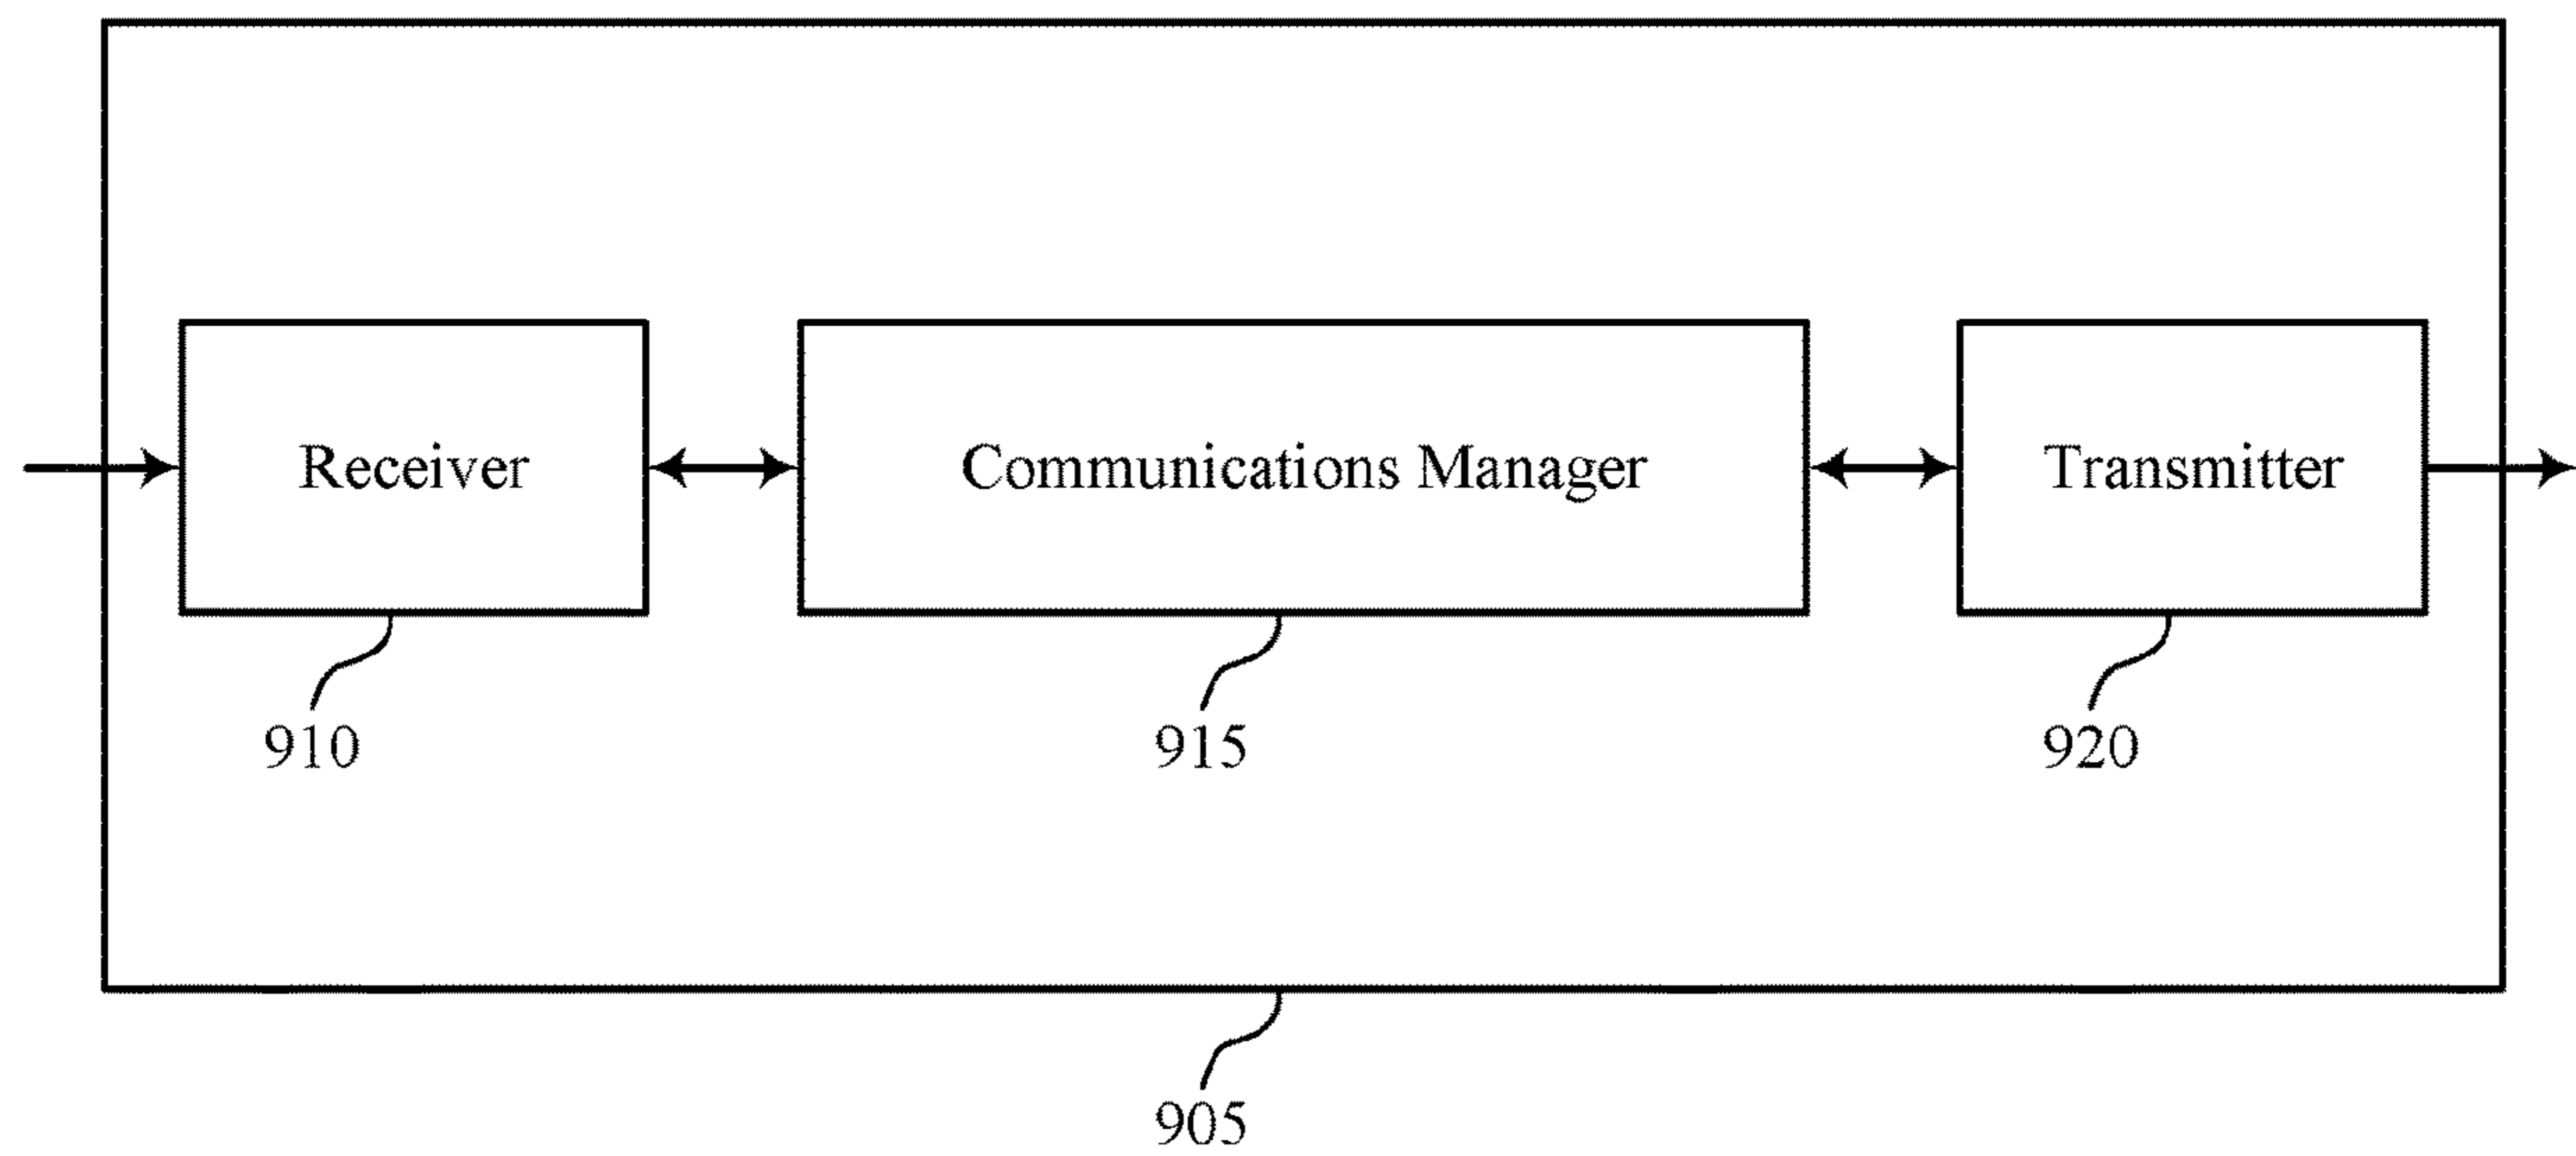 Receiver
Communications Manager
Transmitter
910
915
920
905